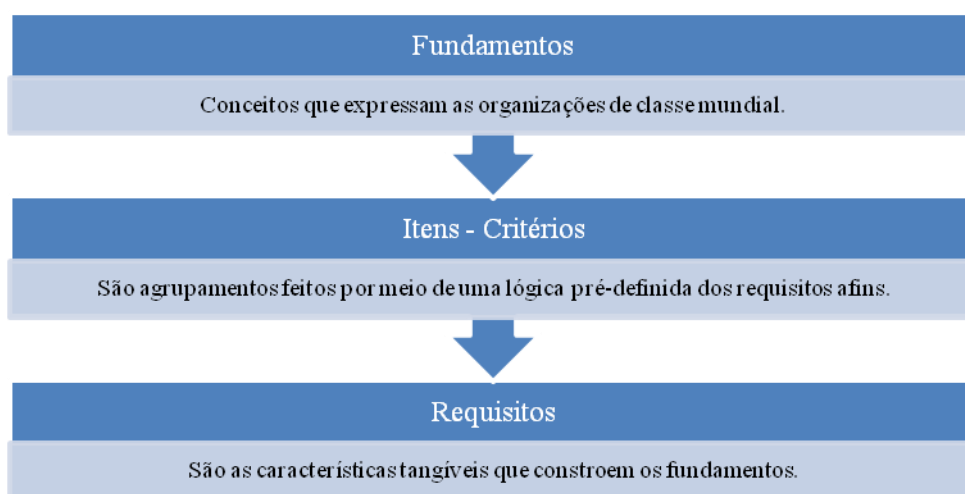 Fundamentos
Conceitos que expressam as organizações de classe mundial.
Itens - Critérios
São agrupamentos feitos por meio de uma lógica pré-definida dos requisitos afins.
Requisitos
São as características tangíveis que constroem os fundamentos.